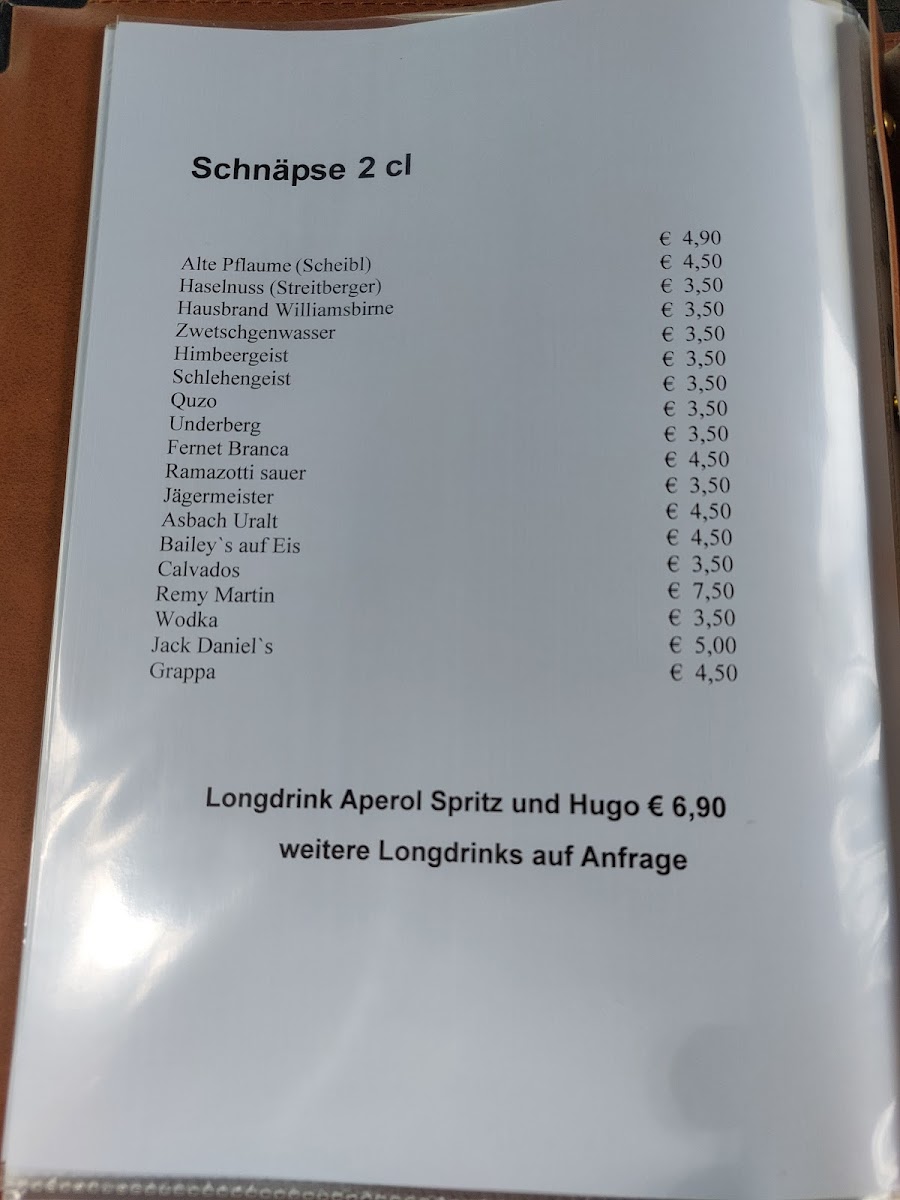 Schnäpse 2 cl
Alte Pflaume (Scheibl) € 4,90
Haselnuss (Streitberger) € 4,50
Hausbrand Williamsbirne € 3,50
Zwetschgenwasser € 3,50
Himbeergeist € 3,50
Schlehengeist € 3,50
Quzo € 3,50
Underberg € 3,50
Fernet Branca € 3,50
Ramazotti sauer € 4,50
Jägermeister € 3,50
Asbach Uralt € 4,50
Bailey`s auf Eis € 4,50
Calvados € 3,50
Remy Martin € 7,50
Wodka € 3,50
Jack Daniel`s € 5,00
Grappa € 4,50
Longdrink Aperol Spritz und Hugo € 6,90
weitere Longdrinks auf Anfrage